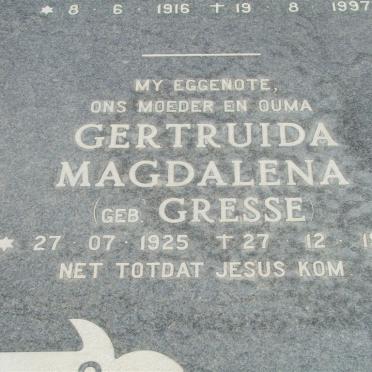 * 8 · 6 · 1916 † 19 · 8 · 1997
MY EGGENOTE,
ONS MOEDER EN OUMA
GERTRUIDA
MAGDALENA
(GEB. GRESSE)
* 27 · 07 · 1925 † 27 · 12 ·
NET TOTDAT JESUS KOM